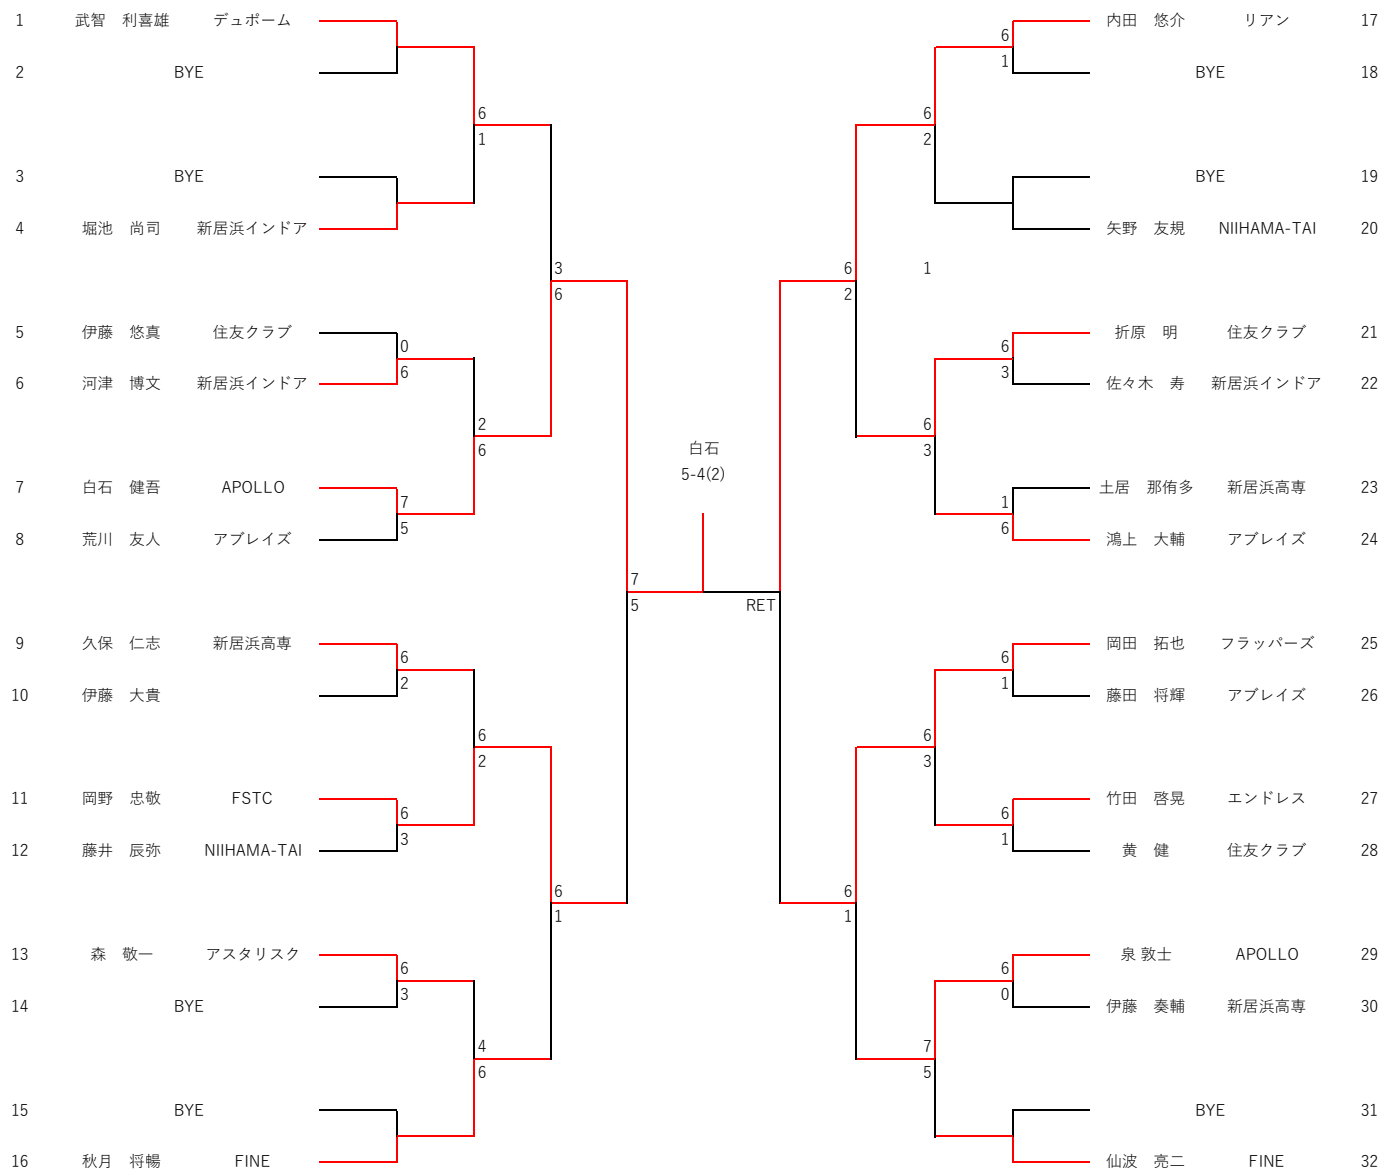 1 武智　利喜雄 デュポーム
2 BYE
6
1
3 BYE
4 堀池　尚司 新居浜インドア
3
6
5 伊藤　悠真 住友クラブ
0
6
6 河津　博文 新居浜インドア
2
6
7 白石　健吾 APOLLO
7
5
8 荒川　友人 アブレイズ
7
5
9 久保　仁志 新居浜高専
6
2
10 伊藤　大貴
6
2
11 岡野　忠敬 FSTC
6
3
12 藤井　辰弥 NIIHAMA-TAI
6
1
13 森　敬一 アスタリスク
6
3
14 BYE
4
6
15 BYE
16 秋月　将暢 FINE
白石
5-4(2)
RET
内田　悠介 リアン 17
6
1
BYE 18
6
2
BYE 19
矢野　友規 NIIHAMA-TAI 20
6
2
1
折原　明 住友クラブ 21
6
3
佐々木　寿 新居浜インドア 22
6
3
土居　那侑多 新居浜高専 23
1
6
鴻上　大輔 アブレイズ 24
岡田　拓也 フラッパーズ 25
6
1
藤田　将輝 アブレイズ 26
6
3
竹田　啓晃 エンドレス 27
6
1
黄　健 住友クラブ 28
6
1
泉 敦士 APOLLO 29
6
0
伊藤　奏輔 新居浜高専 30
7
5
BYE 31
仙波　亮二 FINE 32